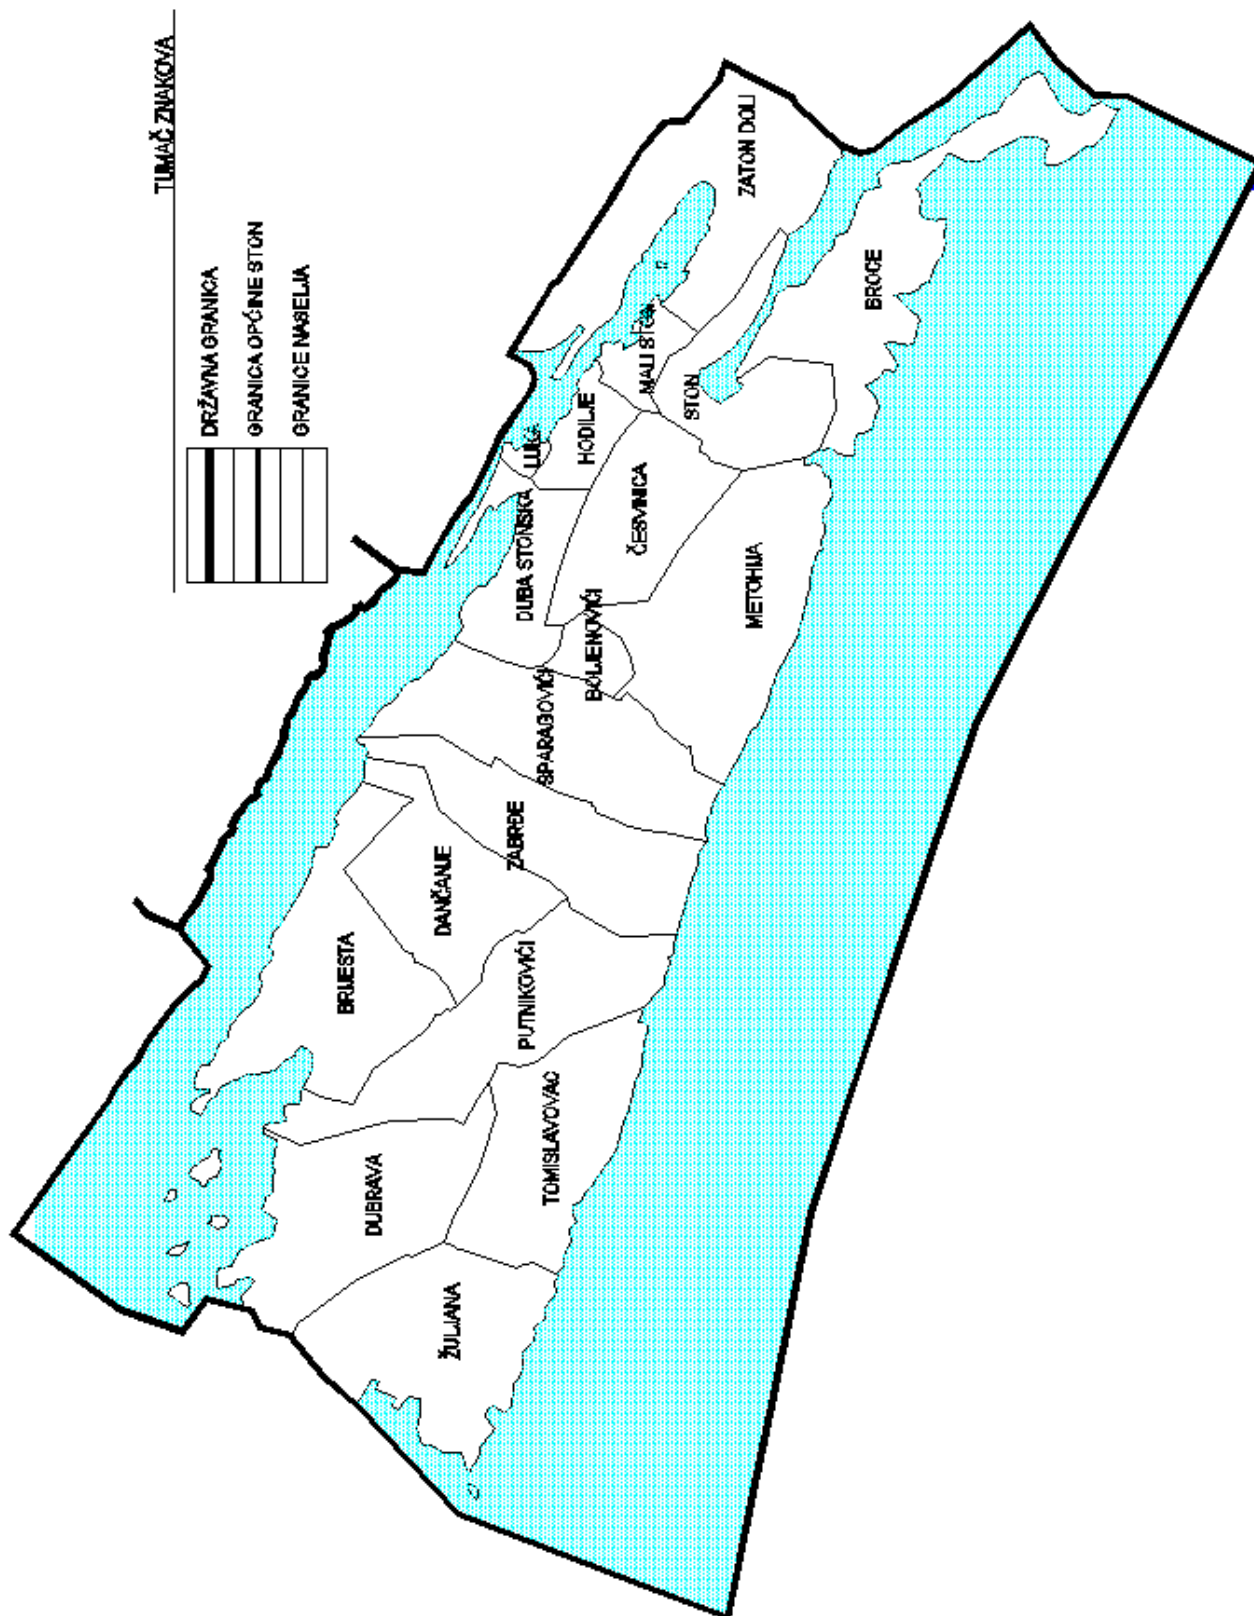 TUMAČ ZNAKOVA
DRŽAVNA GRANICA
GRANICA OPĆINE STON
GRANICE NASELJA
ŽULJANA
DUBRAVA
TOMISLAVOVAC
BRIJESTA
PUTNIKOVIĆI
DANČANJE
ZABRĐE
SPARAGOVIĆI
BOLJENOVIĆI
DUBA STONSKA
METOHIJA
ČESVINICA
LUKA
HODILJE
MALI STON
STON
BROCE
ZATON DOLI